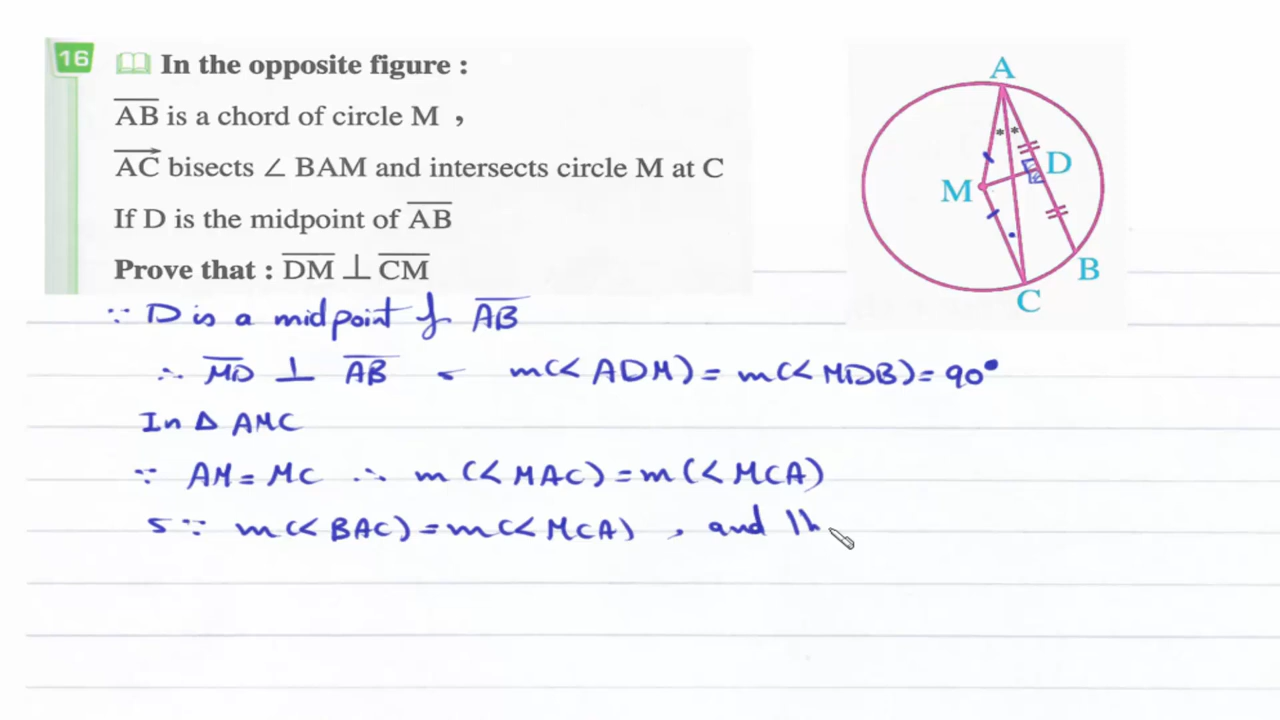 16 In the opposite figure :
AB is a chord of circle M ,
AC bisects ∠ BAM and intersects circle M at C
If D is the midpoint of AB
Prove that : DM ⊥ CM
A
D
M
B
C
∵ D is a midpoint of AB
∴ MD ⊥ AB , m(< ADM) = m(< MDB) = 90°
In Δ AMC
∵ AM = MC ∴ m(< MAC) = m(< MCA)
∵ m(< BAC) = m(< MCA) , and